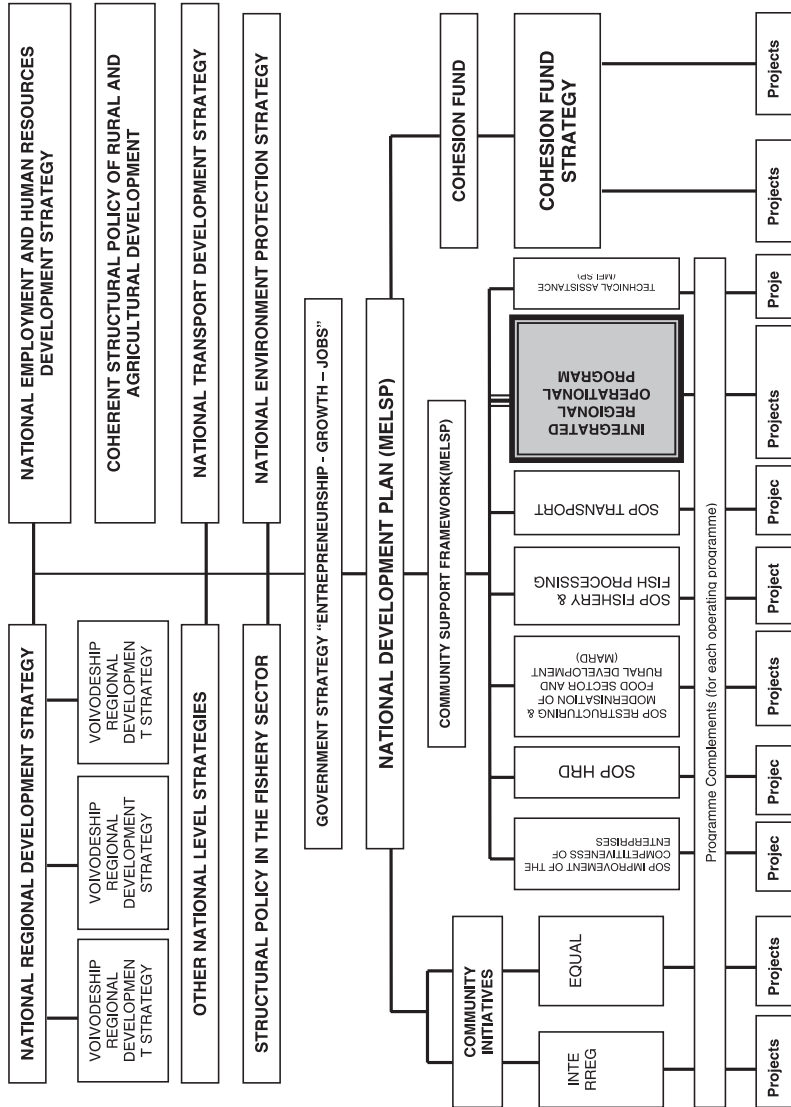 NATIONAL REGIONAL DEVELOPMENT STRATEGY
NATIONAL EMPLOYMENT AND HUMAN RESOURCES
DEVELOPMENT STRATEGY
VOIVODESHIP
REGIONAL
DEVELOPMEN
T STRATEGY
VOIVODESHIP
REGIONAL
DEVELOPMENT
STRATEGY
VOIVODESHIP
REGIONAL
DEVELOPMEN
T STRATEGY
COHERENT STRUCTURAL POLICY OF RURAL AND
AGRICULTURAL DEVELOPMENT
OTHER NATIONAL LEVEL STRATEGIES
NATIONAL TRANSPORT DEVELOPMENT STRATEGY
STRUCTURAL POLICY IN THE FISHERY SECTOR
NATIONAL ENVIRONMENT PROTECTION STRATEGY
GOVERNMENT STRATEGY "ENTREPRENEURSHIP - GROWTH – JOBS"
NATIONAL DEVELOPMENT PLAN (MELSP)
COMMUNITY
INITIATIVES
COMMUNITY SUPPORT FRAMEWORK(MELSP)
COHESION FUND
INTE
RREG
EQUAL
SOP IMPROVEMENT OF THE
COMPETITIVENESS OF
ENTERPRISES
SOP HRD
SOP RESTRUCTURING &
MODERNISATION OF
FOOD SECTOR AND
RURAL DEVELOPMENT
(MARD)
SOP FISHERY &
FISH PROCESSING
SOP TRANSPORT
INTEGRATED
REGIONAL
OPERATIONAL
PROGRAM
TECHNICAL ASSISTANCE
(MELSP)
COHESION FUND
STRATEGY
Programme Complements (for each operating programme)
Projects
Projects
Projec
Projec
Projects
Project
Projec
Projects
Proje
Projects
Projects